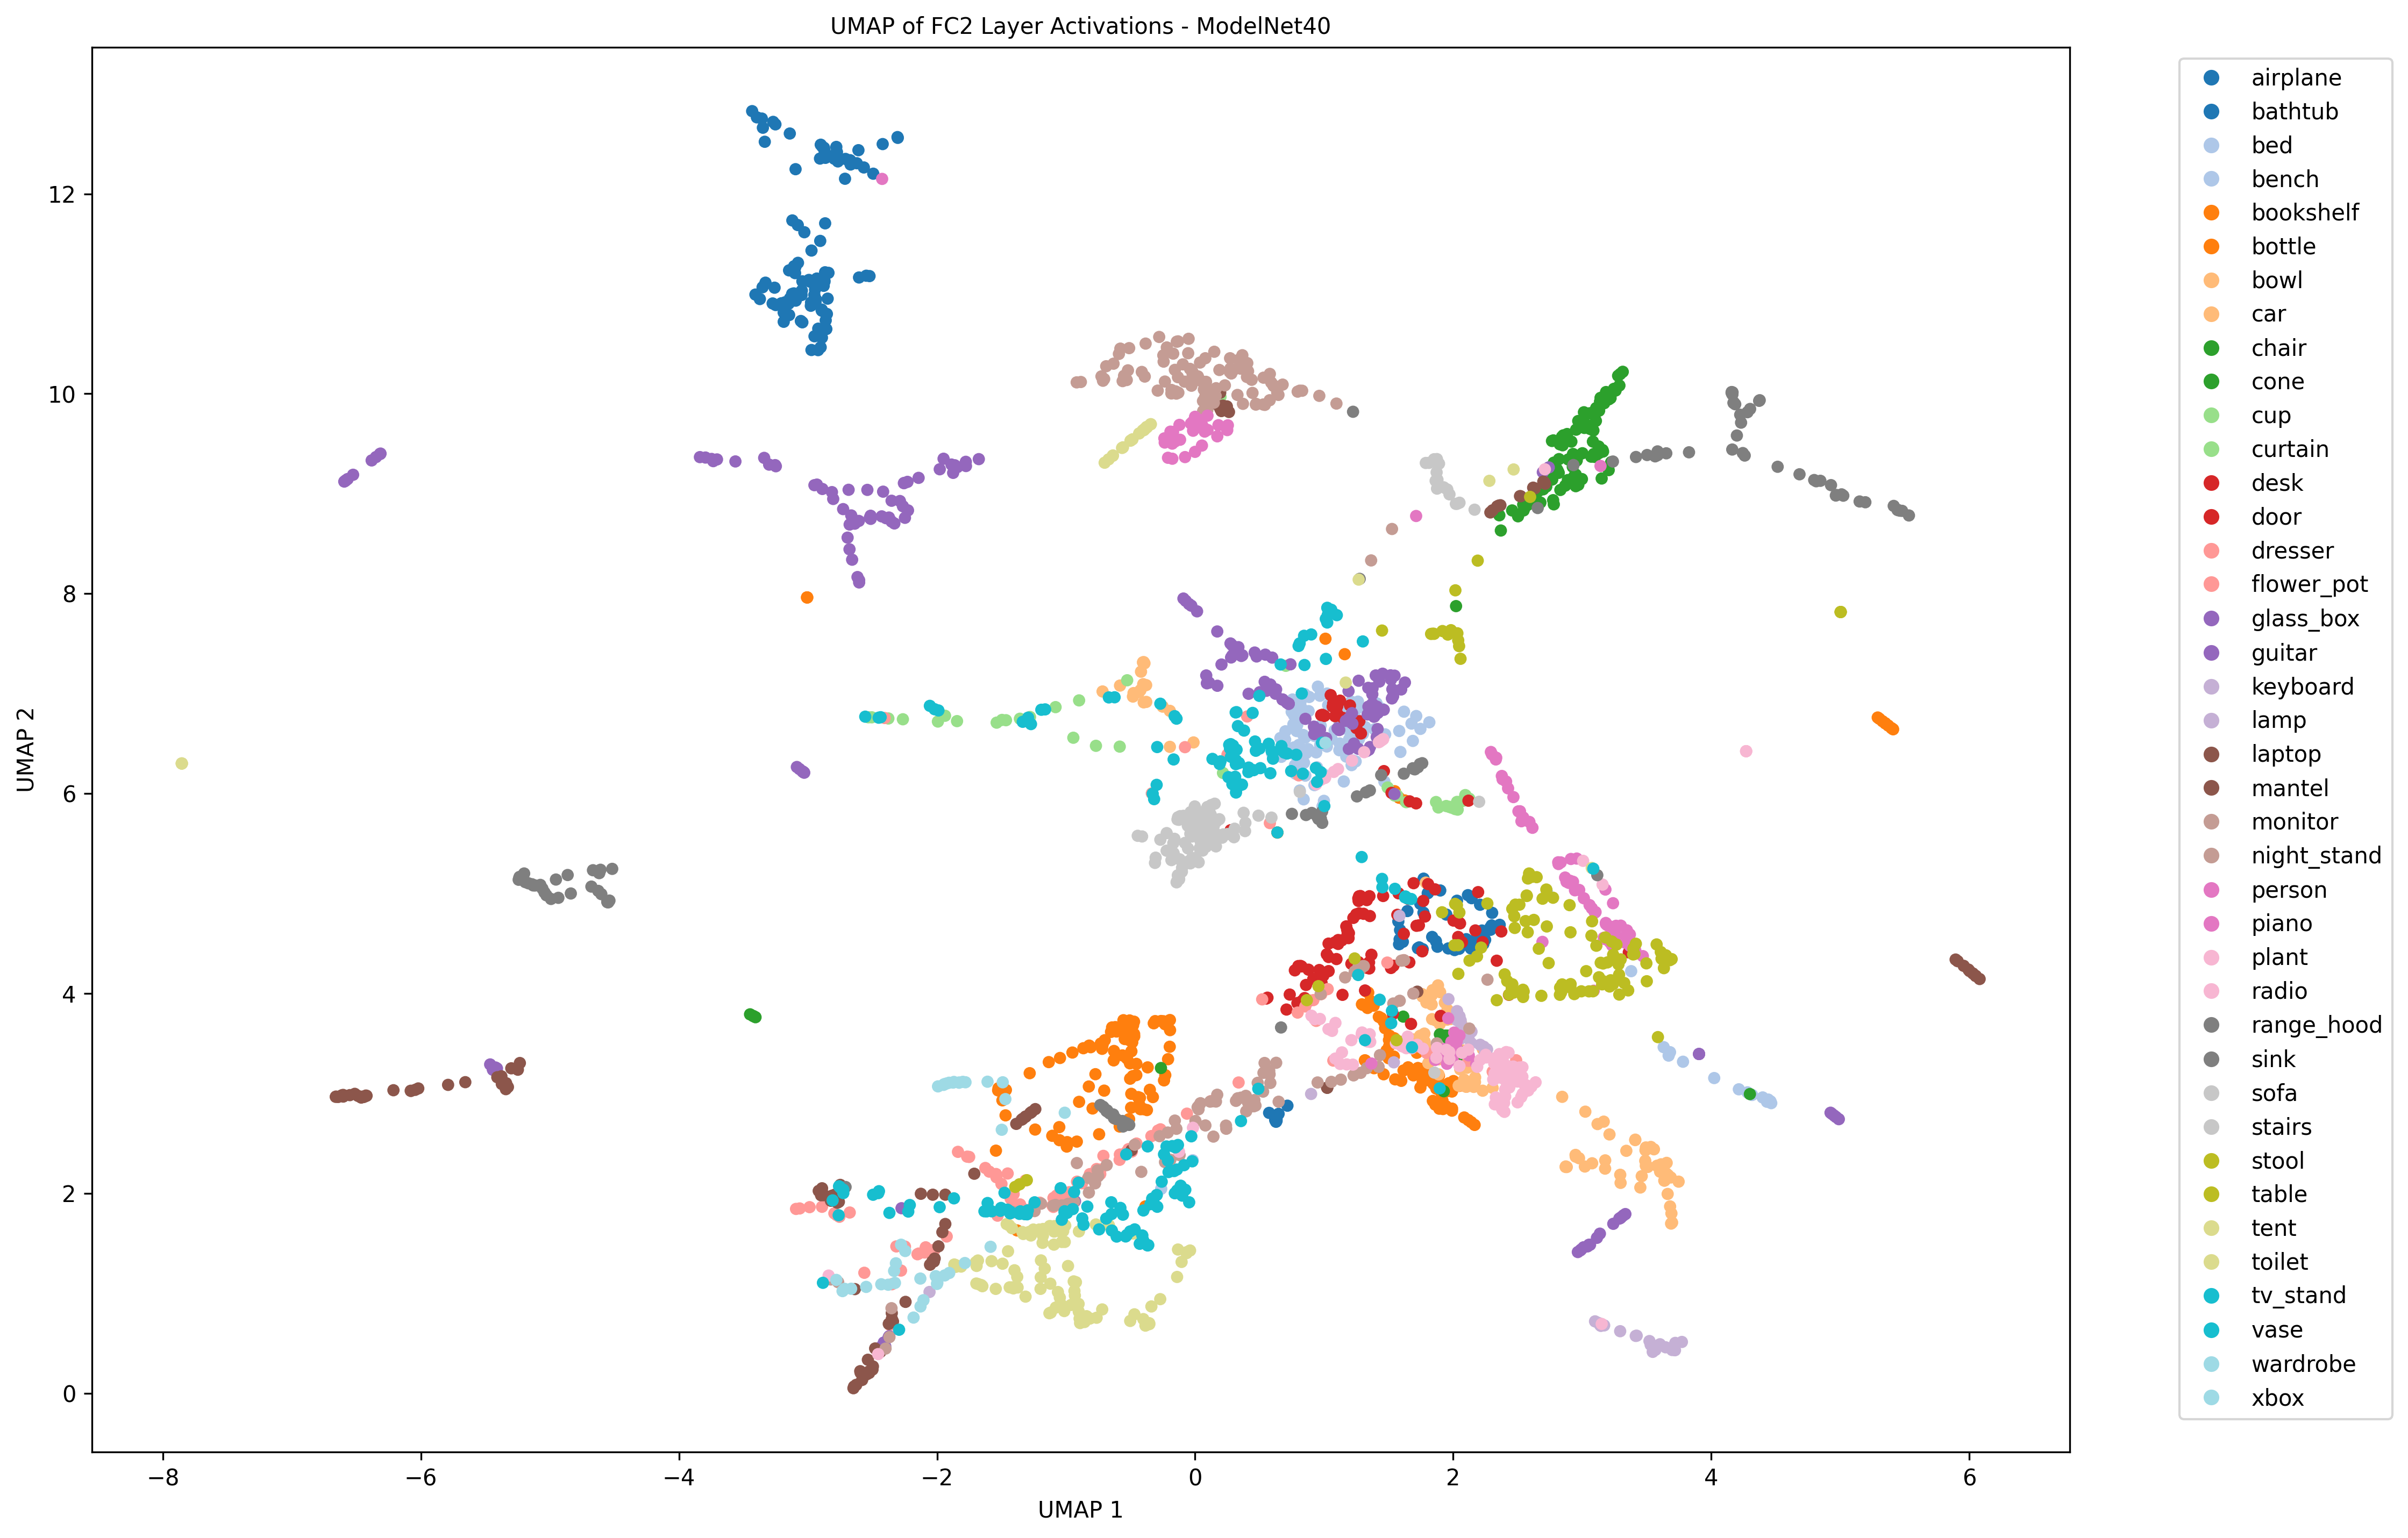 UMAP of FC2 Layer Activations - ModelNet40
12
10
8
6
4
2
0
UMAP 2
−8
−6
−4
−2
0
2
4
6
UMAP 1
airplane
bathtub
bed
bench
bookshelf
bottle
bowl
car
chair
cone
cup
curtain
desk
door
dresser
flower_pot
glass_box
guitar
keyboard
lamp
laptop
mantel
monitor
night_stand
person
piano
plant
radio
range_hood
sink
sofa
stairs
stool
table
tent
toilet
tv_stand
vase
wardrobe
xbox